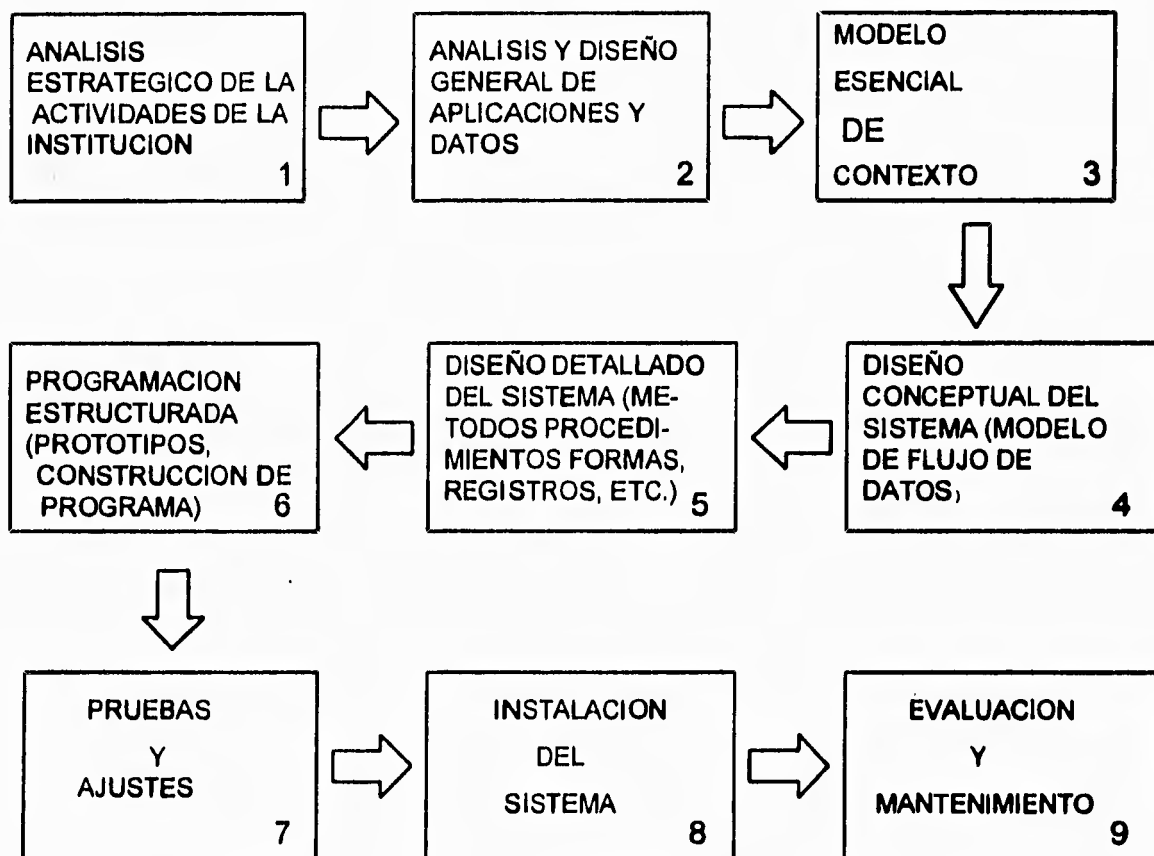 ANALISIS
ESTRATEGICO DE LA
ACTIVIDADES DE LA
INSTITUCION
1
ANALISIS Y DISEÑO
GENERAL DE
APLICACIONES Y
DATOS
2
MODELO
ESENCIAL
DE
CONTEXTO 3
DISEÑO
CONCEPTUAL DEL
SISTEMA (MODELO
DE FLUJO DE
DATOS)
4
DISEÑO DETALLADO
DEL SISTEMA (ME-
TODOS PROCEDI-
MIENTOS FORMAS,
REGISTROS, ETC.) 5
PROGRAMACION
ESTRUCTURADA
(PROTOTIPOS,
CONSTRUCCION DE
PROGRAMA) 6
PRUEBAS
Y
AJUSTES
7
INSTALACION
DEL
SISTEMA
8
EVALUACION
Y
MANTENIMIENTO
9